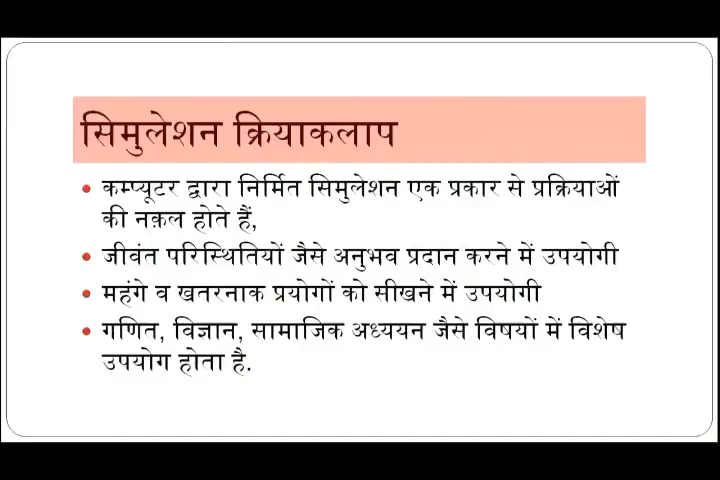 सिमुलेशन क्रियाकलाप
• कम्प्यूटर द्वारा निर्मित सिमुलेशन एक प्रकार से प्रक्रियाओं
की नक़ल होते हैं,
• जीवंत परिस्थितियों जैसे अनुभव प्रदान करने में उपयोगी
• महंगे व खतरनाक प्रयोगों को सीखने में उपयोगी
• गणित, विज्ञान, सामाजिक अध्ययन जैसे विषयों में विशेष
उपयोग होता है.